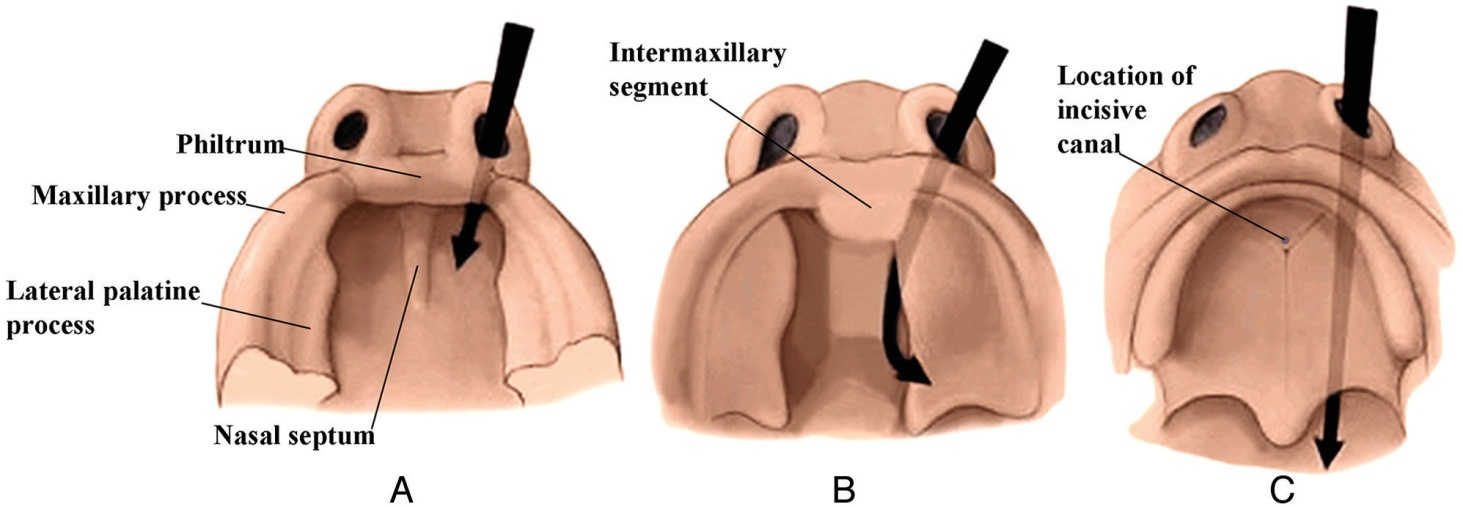 Philtrum
Maxillary process
Lateral palatine
process
Nasal septum
A
Intermaxillary
segment
B
Location of
incisive
canal
C